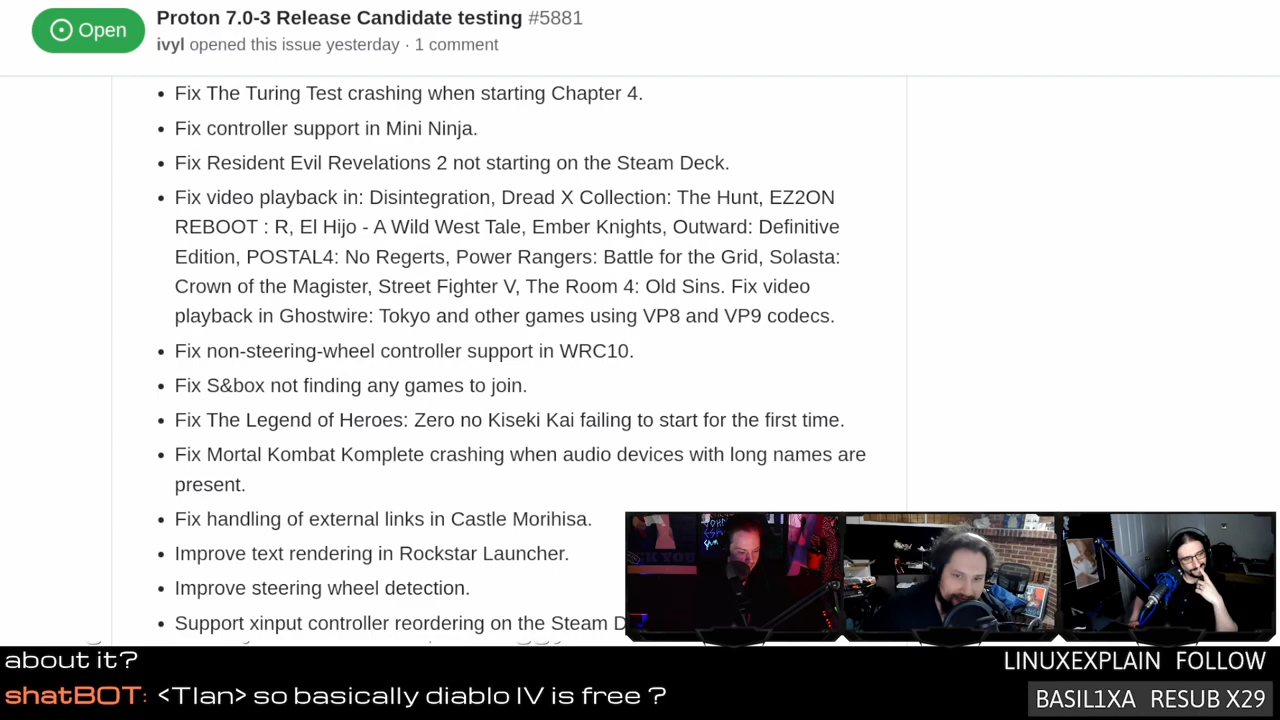 Open
Proton 7.0-3 Release Candidate testing #5881
ivyl opened this issue yesterday · 1 comment
• Fix The Turing Test crashing when starting Chapter 4.
• Fix controller support in Mini Ninja.
• Fix Resident Evil Revelations 2 not starting on the Steam Deck.
• Fix video playback in: Disintegration, Dread X Collection: The Hunt, EZ2ON
REBOOT : R, El Hijo - A Wild West Tale, Ember Knights, Outward: Definitive
Edition, POSTAL4: No Regerts, Power Rangers: Battle for the Grid, Solasta:
Crown of the Magister, Street Fighter V, The Room 4: Old Sins. Fix video
playback in Ghostwire: Tokyo and other games using VP8 and VP9 codecs.
• Fix non-steering-wheel controller support in WRC10.
• Fix S&box not finding any games to join.
• Fix The Legend of Heroes: Zero no Kiseki Kai failing to start for the first time.
• Fix Mortal Kombat Komplete crashing when audio devices with long names are
present.
• Fix handling of external links in Castle Morihisa.
• Improve text rendering in Rockstar Launcher.
• Improve steering wheel detection.
• Support xinput controller reordering on the Steam D
about it?
shatBOT: <Tlan> so basically diablo IV is free ?
LINUXEXPLAIN FOLLOW
BASIL1XA RESUB X29